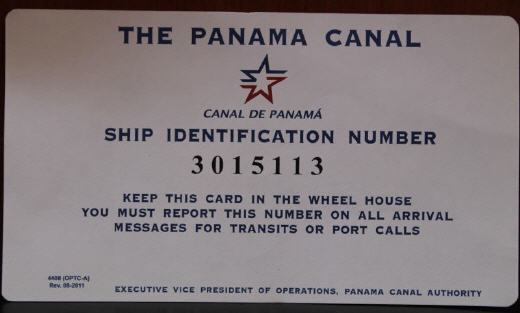 THE PANAMA CANAL
CANAL DE PANAMÁ
SHIP IDENTIFICATION NUMBER
3015113
KEEP THIS CARD IN THE WHEEL HOUSE
YOU MUST REPORT THIS NUMBER ON ALL ARRIVAL
MESSAGES FOR TRANSITS OR PORT CALLS
4408 (OPTC-A)
Rev. 08-2011
EXECUTIVE VICE PRESIDENT OF OPERATIONS, PANAMA CANAL AUTHORITY